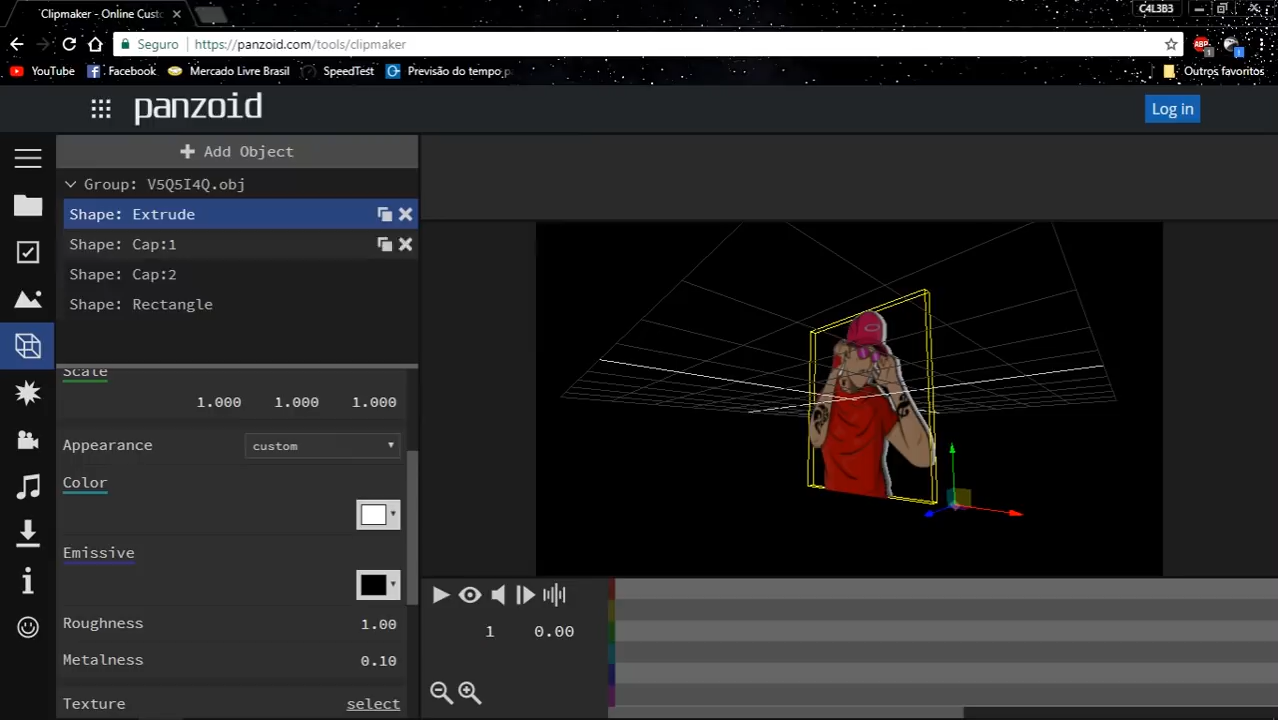 Clipmaker - Online Cust
C4L3B3
Seguro
https://panzoid.com/tools/clipmaker
ABP
1
1
YouTube
Facebook
Mercado Livre Brasil
SpeedTest
Previsão do tempo p
Outros favoritos
panzoid
Log in
Add Object
Group: V5Q5I4Q.obj
Shape: Extrude
Shape: Cap:1
Shape: Cap:2
Shape: Rectangle
Scale
1.000 1.000 1.000
Appearance custom
Color
Emissive
Roughness 1.00
Metalness 0.10
Texture select
1 0.00